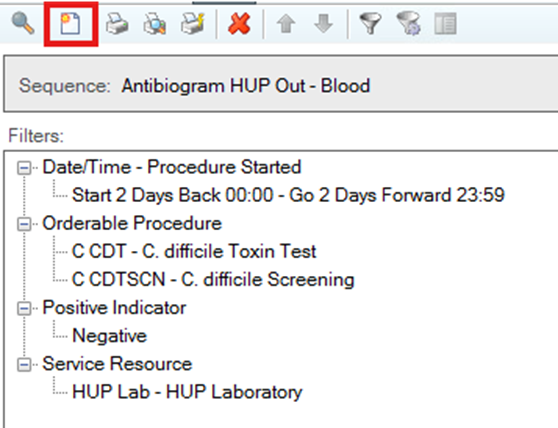 Sequence: Antibiogram HUP Out - Blood
Filters:
Date/Time - Procedure Started
Start 2 Days Back 00:00 - Go 2 Days Forward 23:59
Orderable Procedure
C CDT - C. difficile Toxin Test
C CDTSCN - C. difficile Screening
Positive Indicator
Negative
Service Resource
HUP Lab - HUP Laboratory